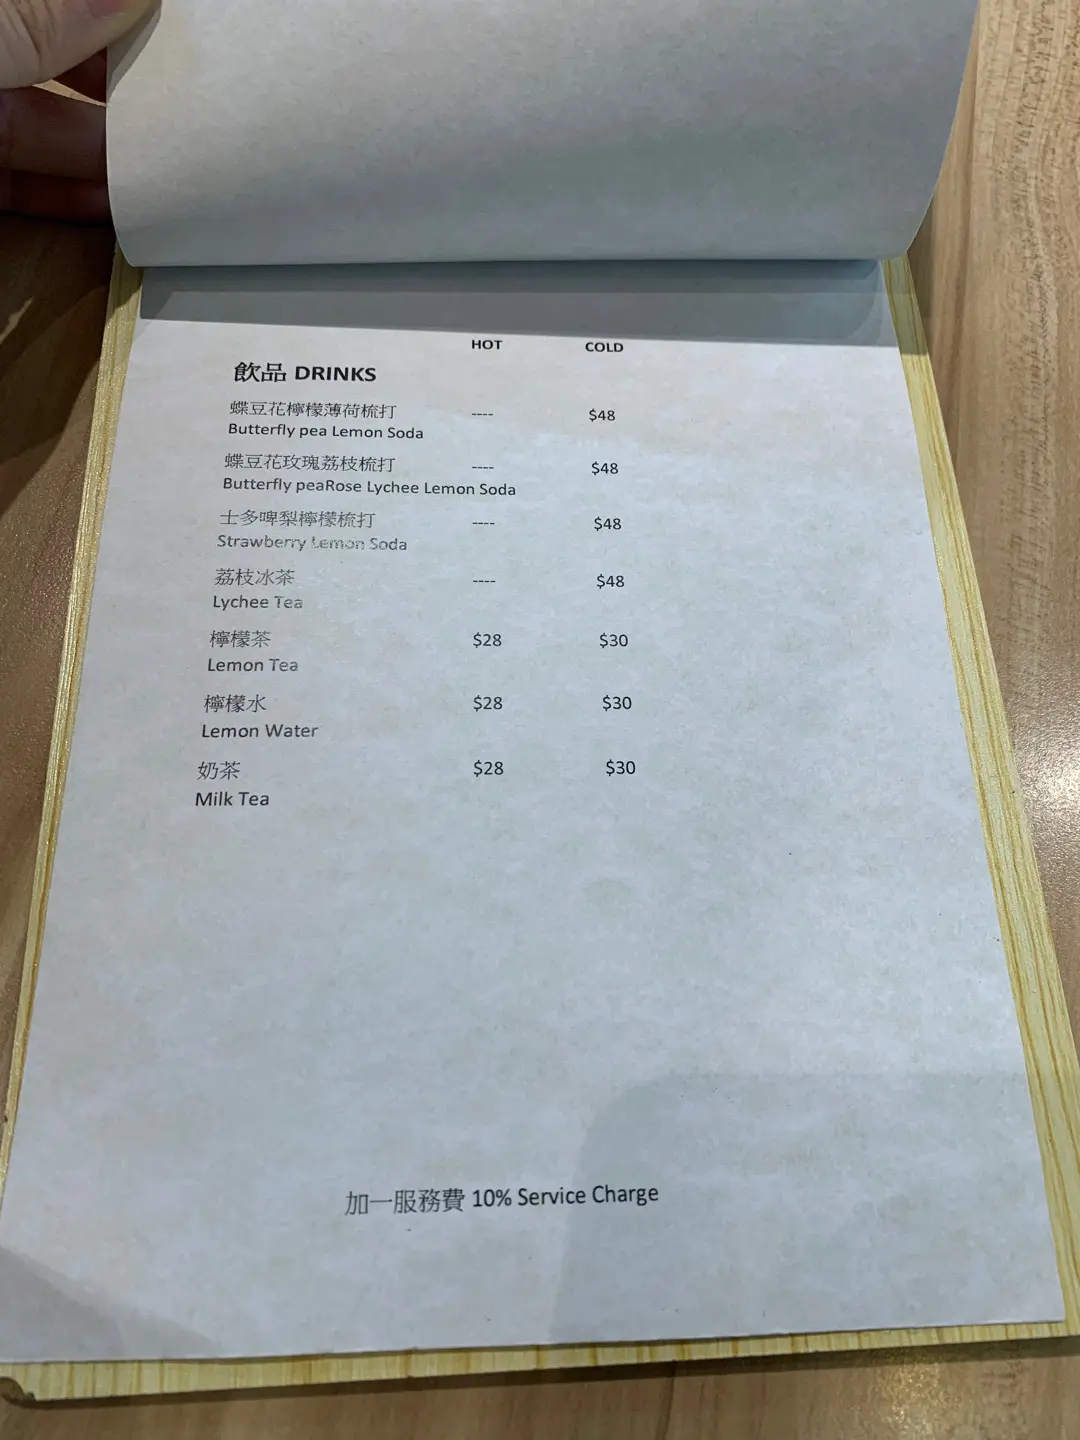 HOT COLD
飲品 DRINKS
蝶豆花檸檬薄荷梳打 ---- $48
Butterfly pea Lemon Soda
蝶豆花玫瑰荔枝梳打 ---- $48
Butterfly peaRose Lychee Lemon Soda
士多啤梨檸檬梳打 ---- $48
Strawberry Lemon Soda
荔枝冰茶 ---- $48
Lychee Tea
檸檬茶 $28 $30
Lemon Tea
檸檬水 $28 $30
Lemon Water
奶茶 $28 $30
Milk Tea
加一服務費 10% Service Charge